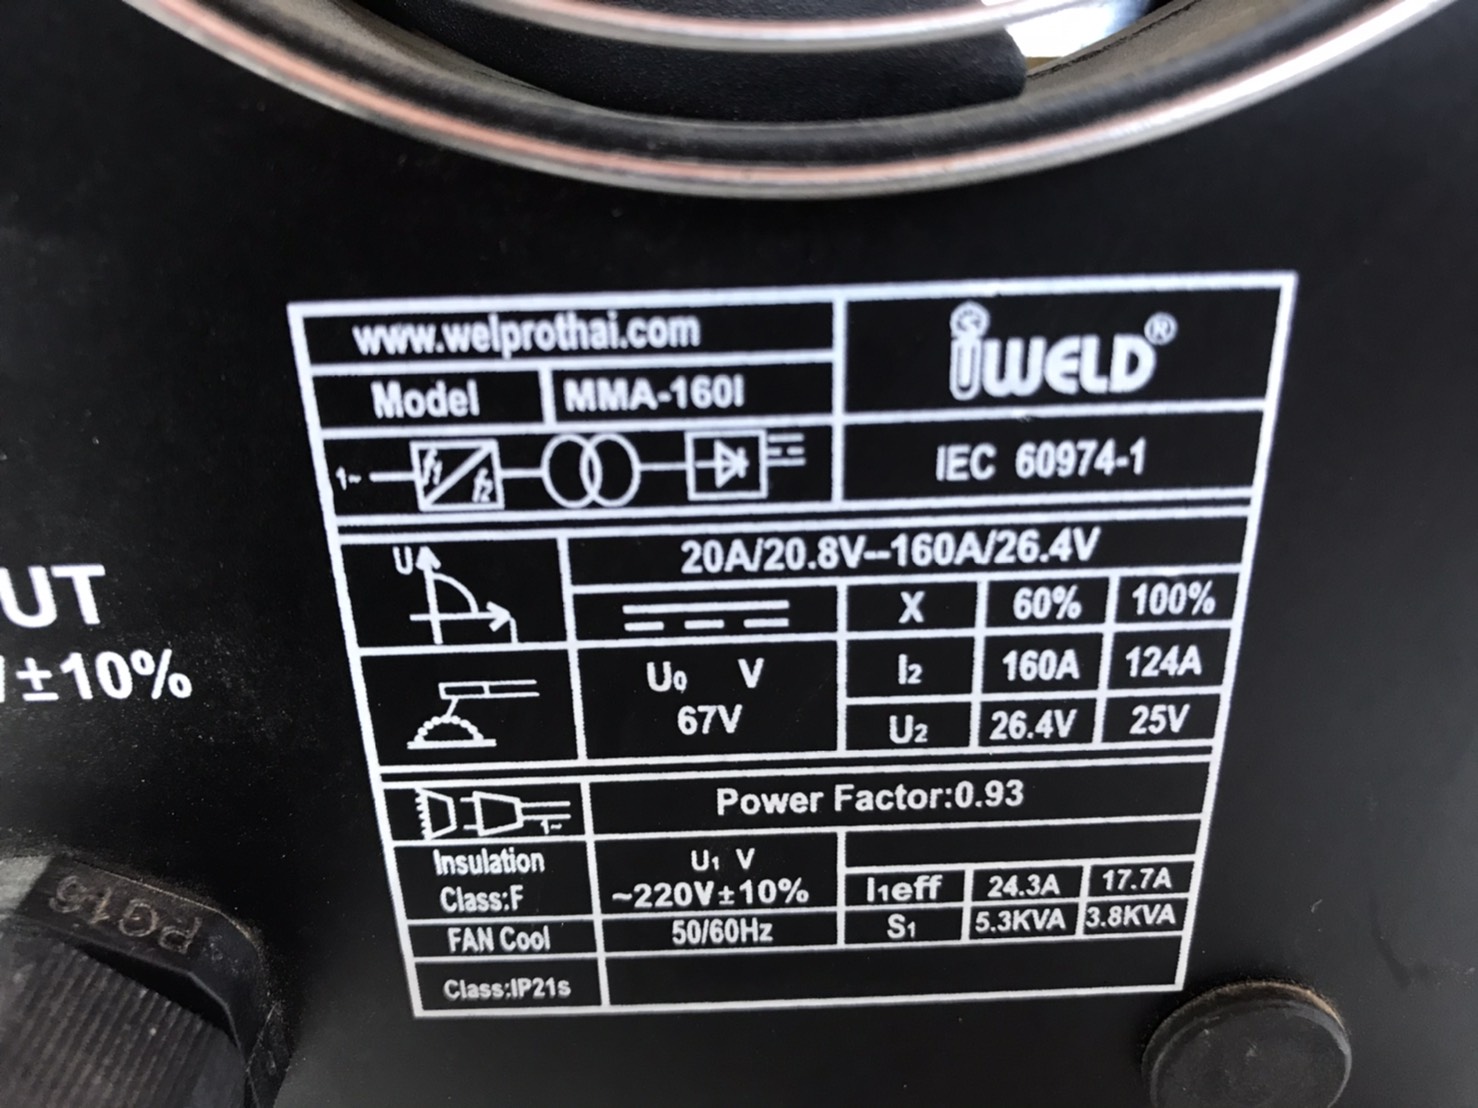 www.welprothai.com
iWELD®
Model MMA-160I
1~ f1 f2
IEC 60974-1
U
20A/20.8V--160A/26.4V
X 60% 100%
U0 V
67V
I2 160A 124A
U2 26.4V 25V
UT
±10%
1~
Power Factor:0.93
Insulation
Class:F
U1 V
~220V±10%
I1eff 24.3A 17.7A
FAN Cool
50/60Hz
S1 5.3KVA 3.8KVA
Class:IP21s
PG16